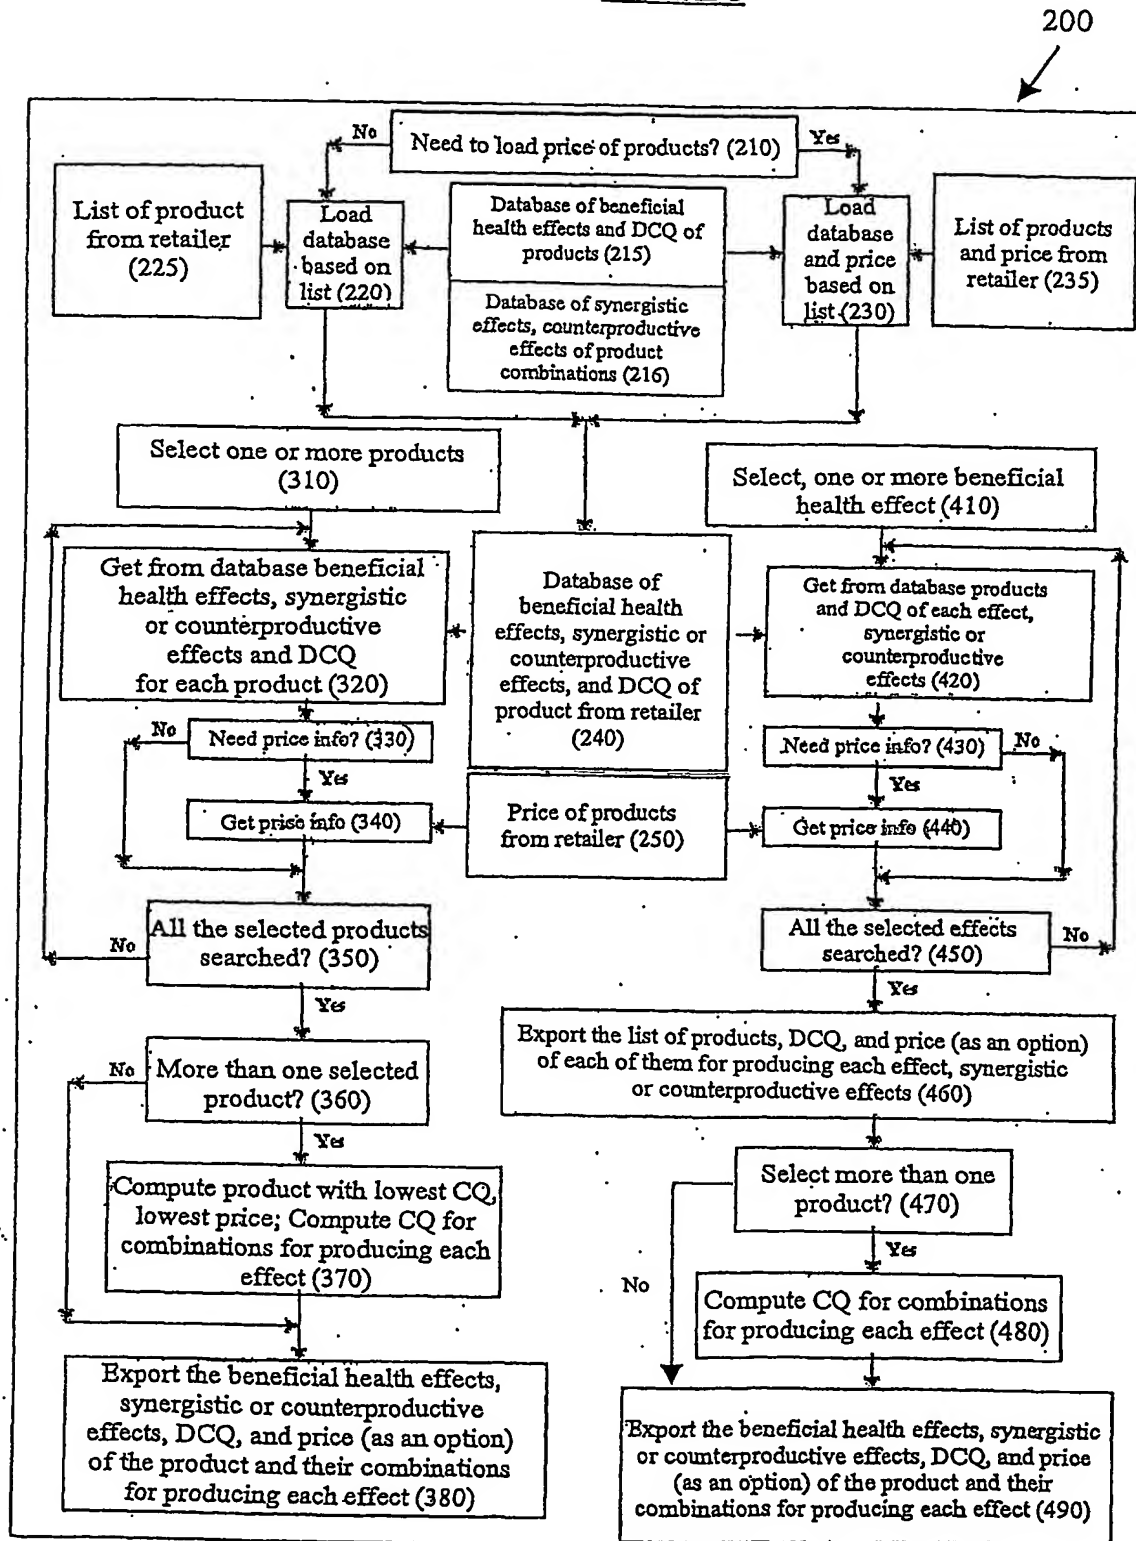 200
No
Need to load price of products? (210)
Yes
List of product
from retailer
(225)
Load
database
based on
list (220)
Database of beneficial
health effects and DCQ of
products (215)
Database of synergistic
effects, counterproductive
effects of product
combinations (216)
Load
database
and price
based on
list (230)
List of products
and price from
retailer (235)
Select one or more products
(310)
Select, one or more beneficial
health effect (410)
Get from database beneficial
health effects, synergistic
or counterproductive
effects and DCQ
for each product (320)
Database of
beneficial health
effects, synergistic or
counterproductive
effects, and DCQ of
product from retailer
(240)
Get from database products
and DCQ of each effect,
synergistic or
counterproductive
effects (420)
No
Need price info? (330)
Yes
Need price info? (430)
No
Yes
Get price info (340)
Price of products
from retailer (250)
Get price info (440)
No
All the selected products
searched? (350)
Yes
All the selected effects
searched? (450)
No
Yes
Export the list of products, DCQ, and price (as an option)
of each of them for producing each effect, synergistic
or counterproductive effects (460)
No
More than one selected
product? (360)
Yes
Select more than one
product? (470)
Yes
No
Compute product with lowest CQ,
lowest price; Compute CQ for
combinations for producing each
effect (370)
Compute CQ for combinations
for producing each effect (480)
Export the beneficial health effects,
synergistic or counterproductive
effects, DCQ, and price (as an option)
of the product and their combinations
for producing each effect (380)
Export the beneficial health effects, synergistic
or counterproductive effects, DCQ, and price
(as an option) of the product and their
combinations for producing each effect (490)